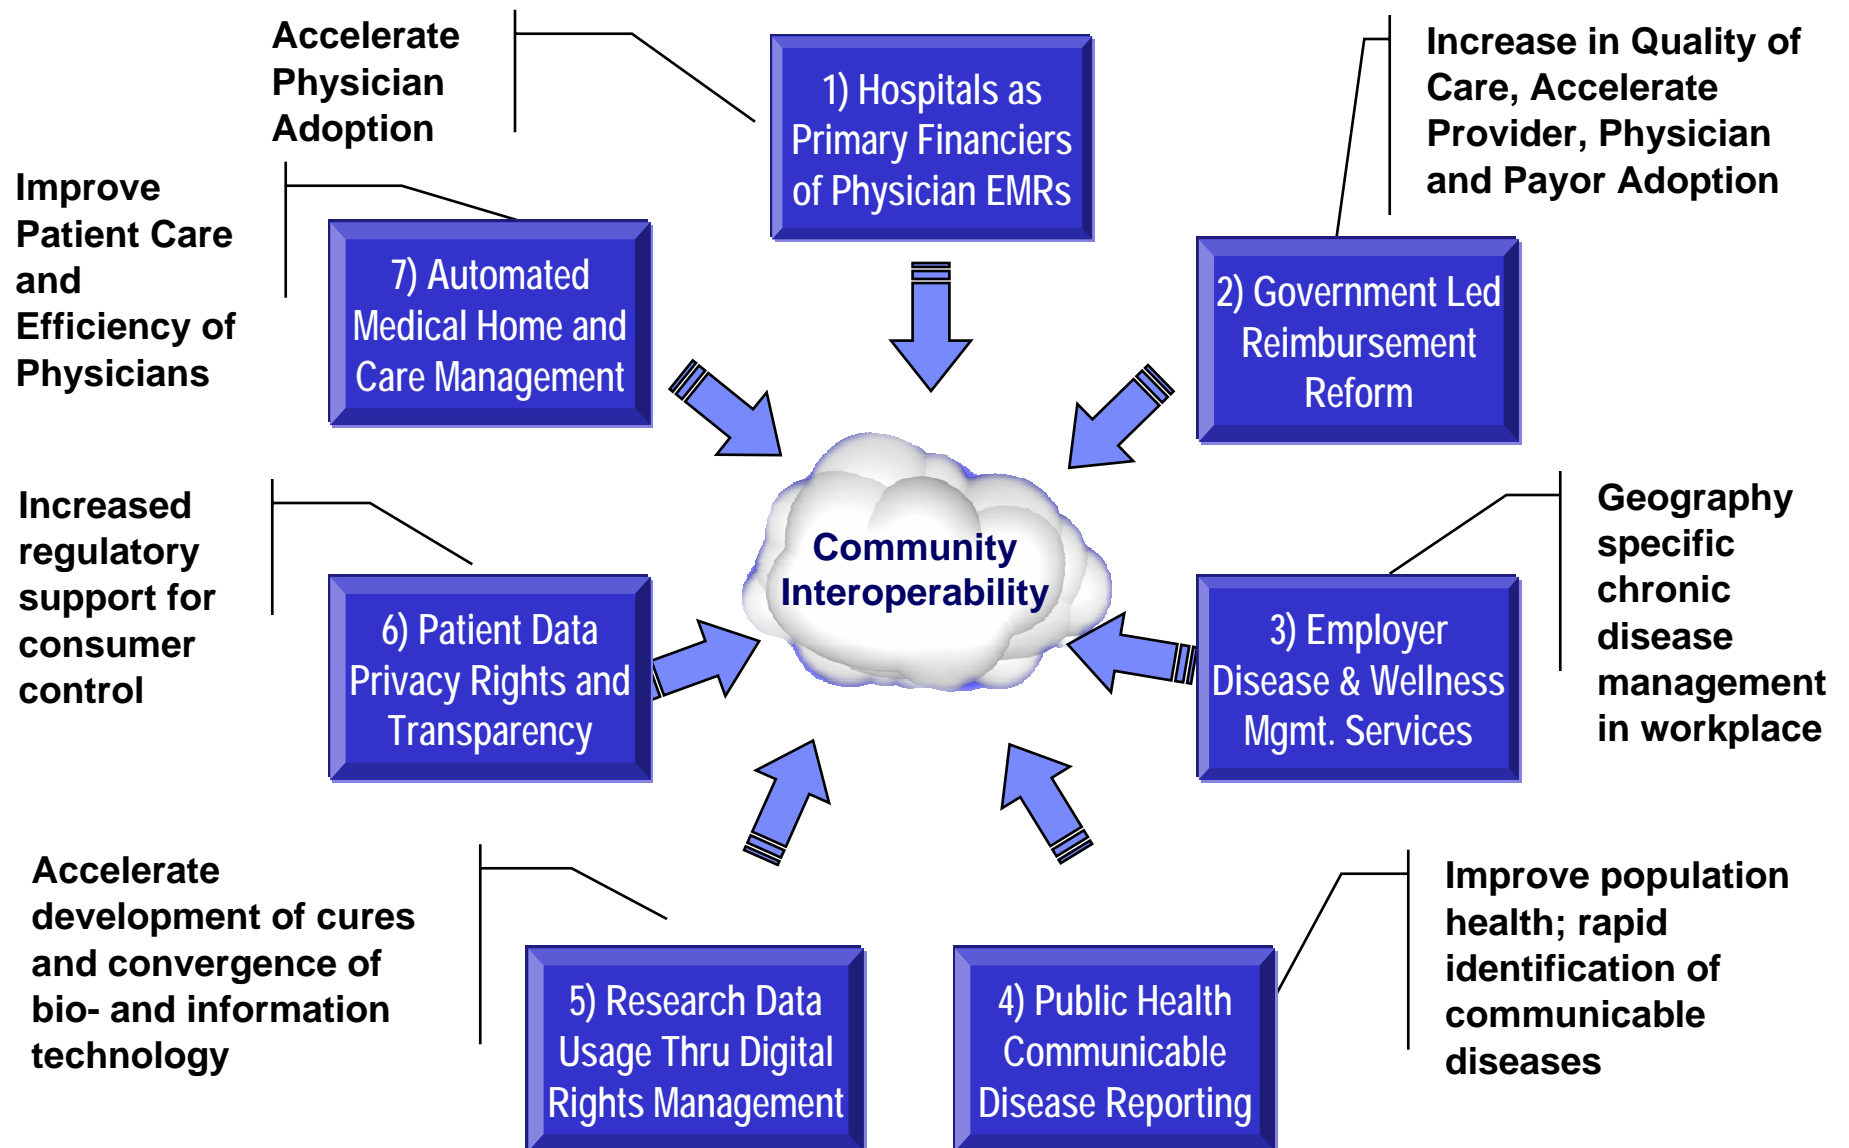 Accelerate
Physician
Adoption
1) Hospitals as
Primary Financiers
of Physician EMRs
Increase in Quality of
Care, Accelerate
Provider, Physician
and Payor Adoption
Improve
Patient Care
and
Efficiency of
Physicians
7) Automated
Medical Home and
Care Management
2) Government Led
Reimbursement
Reform
Community
Interoperability
Increased
regulatory
support for
consumer
control
6) Patient Data
Privacy Rights and
Transparency
3) Employer
Disease & Wellness
Mgmt. Services
Geography
specific
chronic
disease
management
in workplace
Accelerate
development of cures
and convergence of
bio- and information
technology
5) Research Data
Usage Thru Digital
Rights Management
4) Public Health
Communicable
Disease Reporting
Improve population
health; rapid
identification of
communicable
diseases